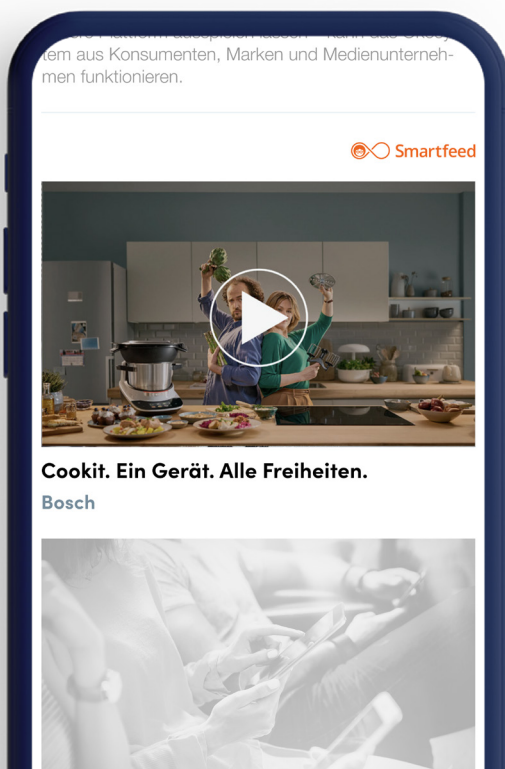 tem aus Konsumenten, Marken und Medienunterneh-
men funktionieren.
Smartfeed
Cookit. Ein Gerät. Alle Freiheiten.
Bosch